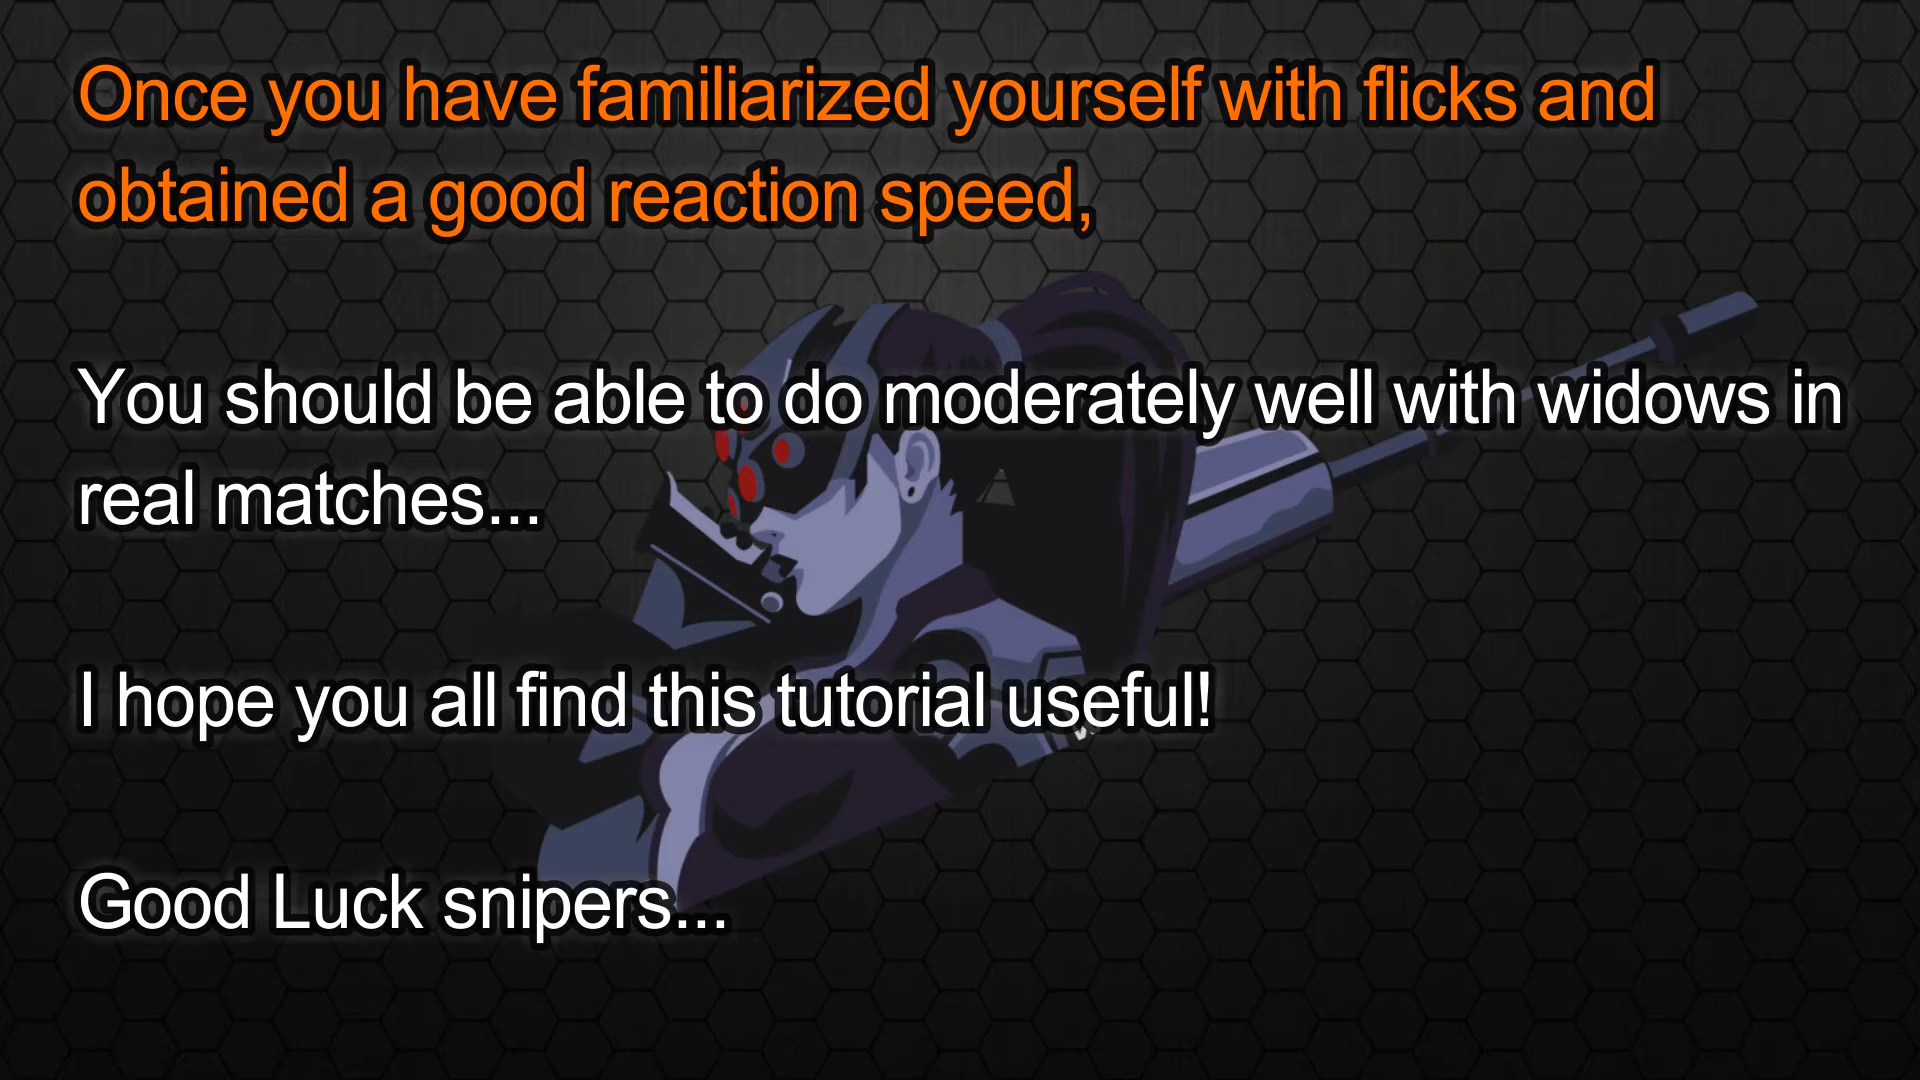 Once you have familiarized yourself with flicks and
obtained a good reaction speed,
You should be able to do moderately well with widows in
real matches...
I hope you all find this tutorial useful!
Good Luck snipers...